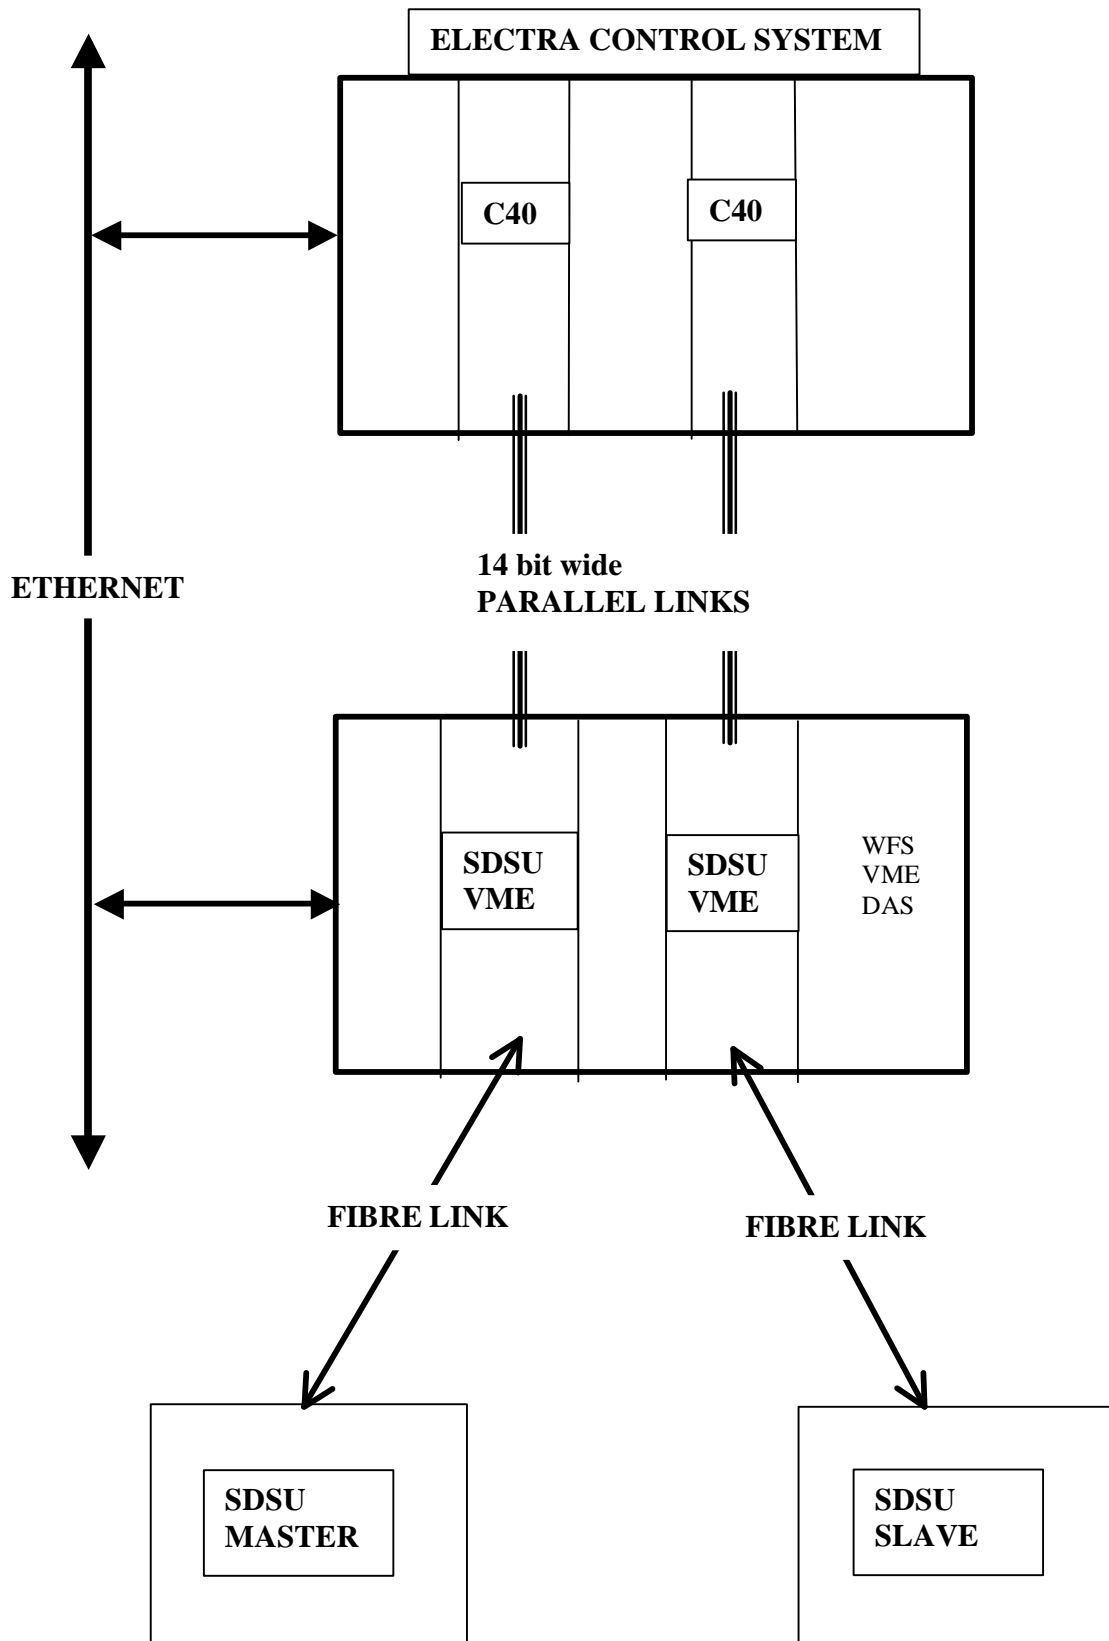 ELECTRA CONTROL SYSTEM
C40
C40
14 bit wide
PARALLEL LINKS
ETHERNET
SDSU
VME
SDSU
VME
WFS
VME
DAS
FIBRE LINK
FIBRE LINK
SDSU
MASTER
SDSU
SLAVE